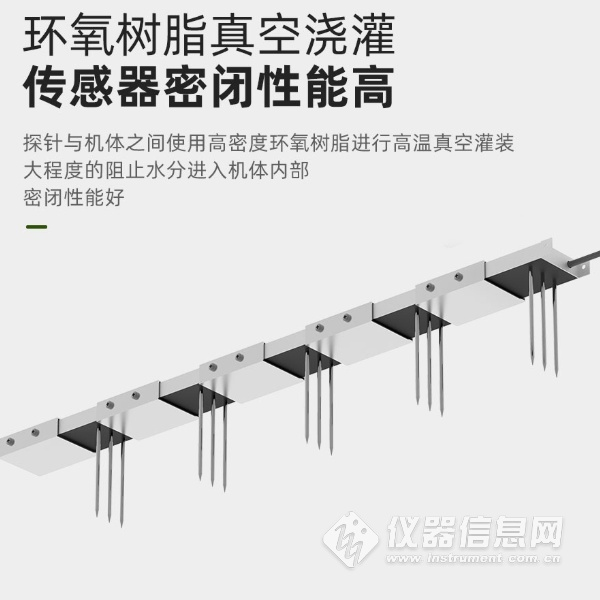 环氧树脂真空浇灌
传感器密闭性能高
探针与机体之间使用高密度环氧树脂进行高温真空灌装
大程度的阻止水分进入机体内部
密闭性能好
仪器信息网
www.instrument.com.cn